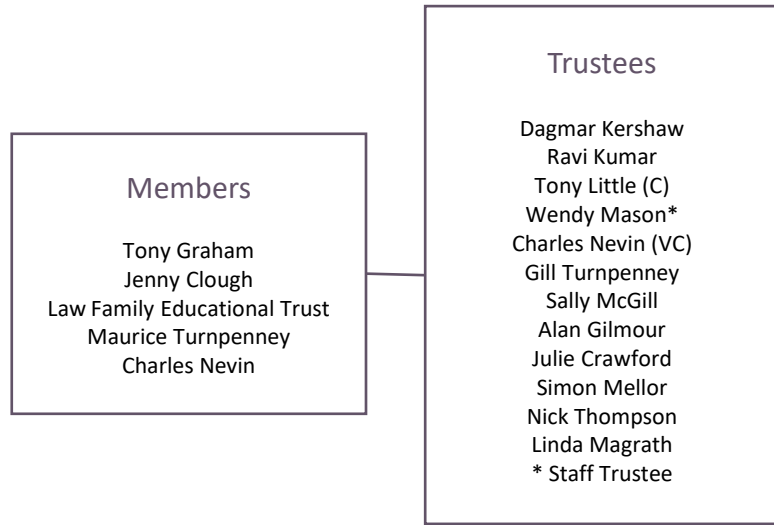 Members
Tony Graham
Jenny Clough
Law Family Educational Trust
Maurice Turnpenney
Charles Nevin
Trustees
Dagmar Kershaw
Ravi Kumar
Tony Little (C)
Wendy Mason*
Charles Nevin (VC)
Gill Turnpenney
Sally McGill
Alan Gilmour
Julie Crawford
Simon Mellor
Nick Thompson
Linda Magrath
* Staff Trustee